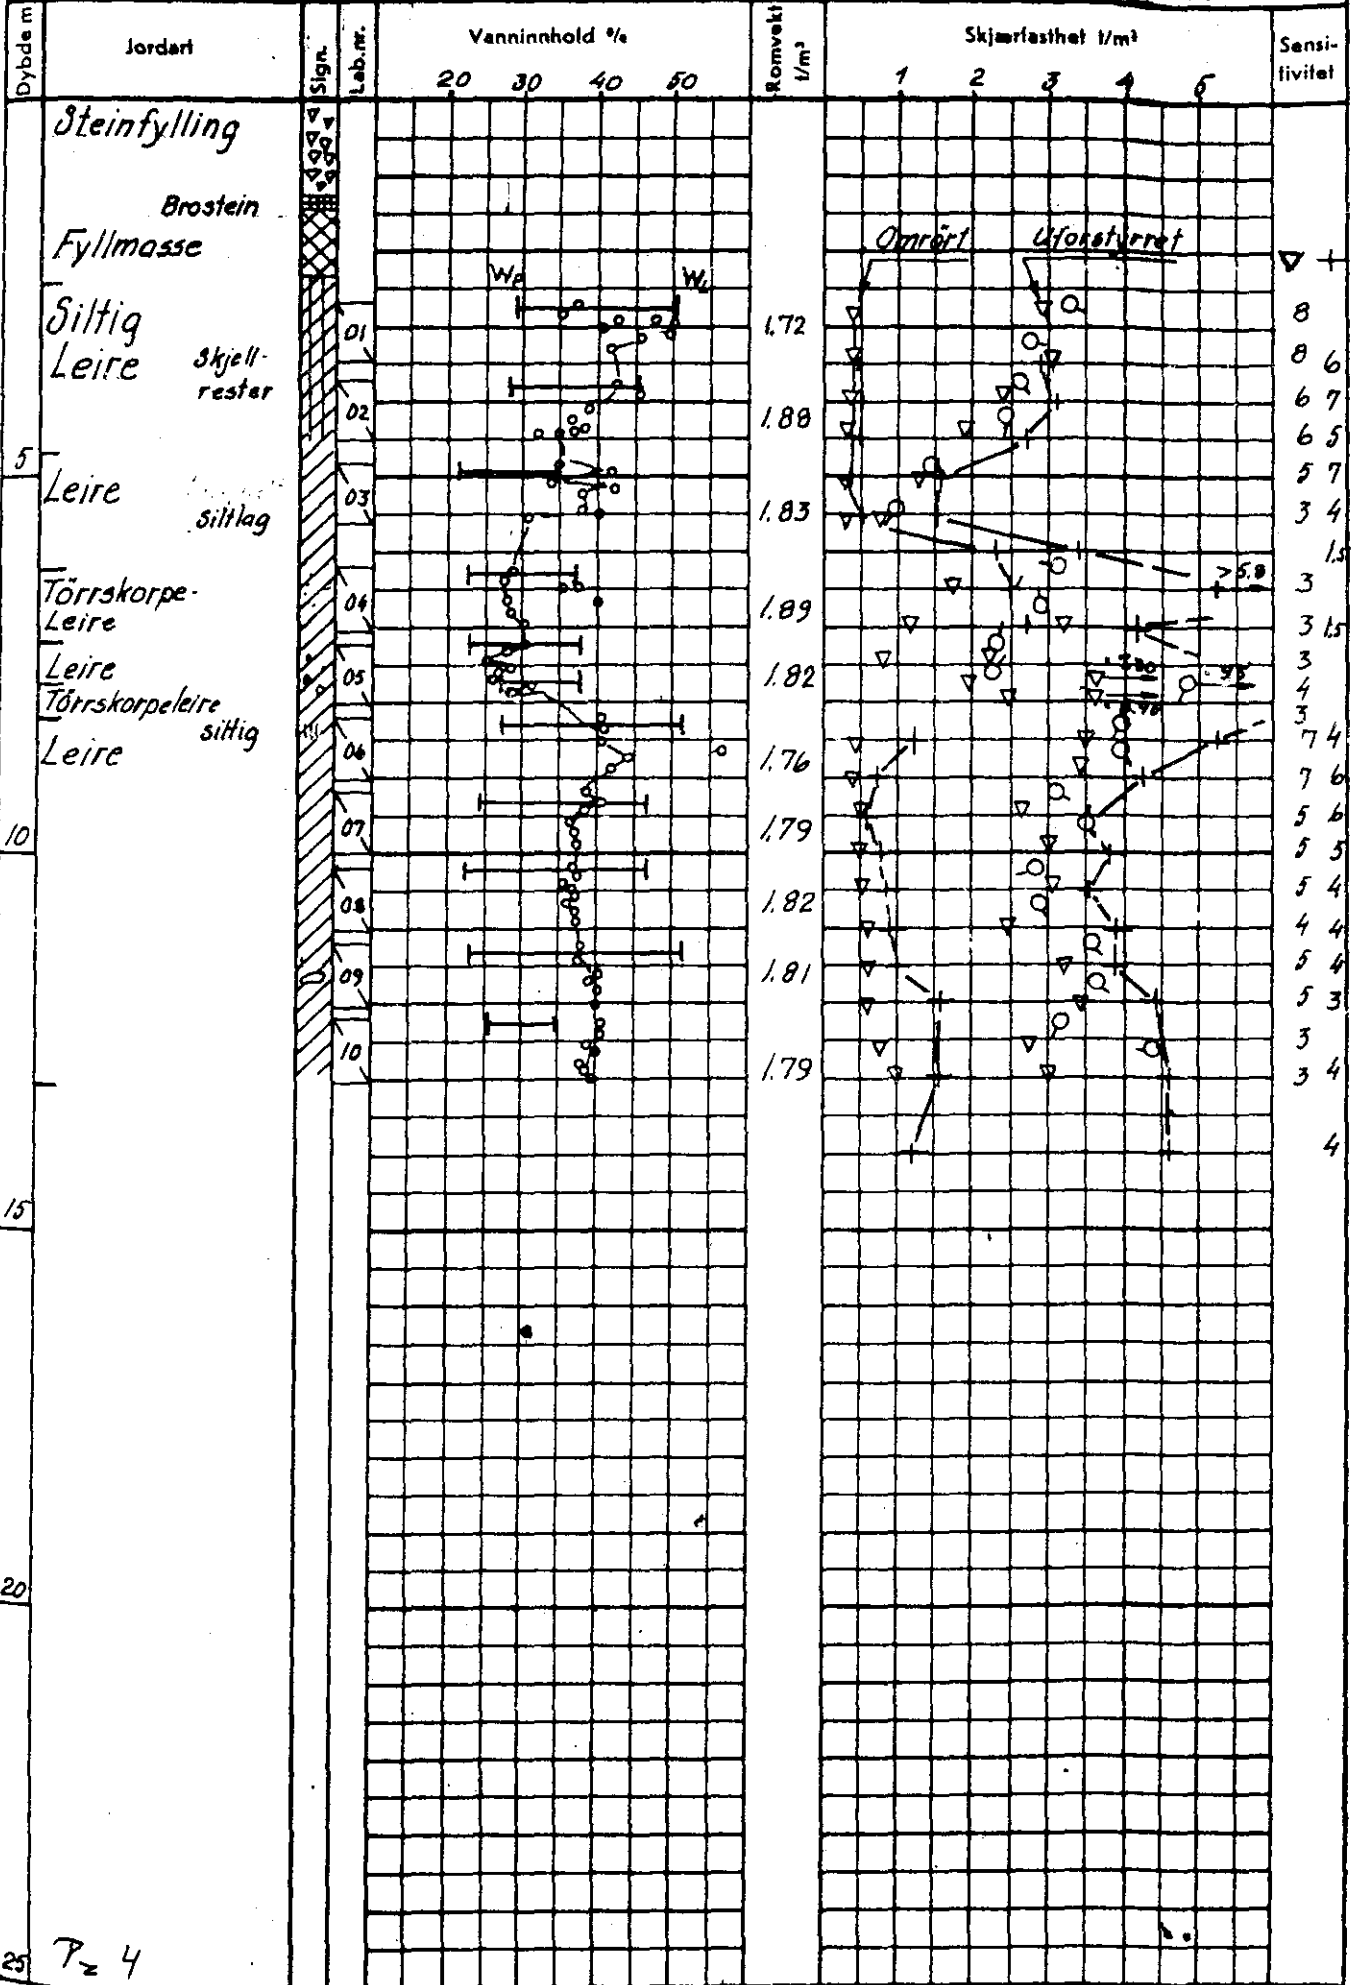 Dybde m
Jordart
Sign.
Lab.nr.
Vanninnhold %
20 30 40 50
Romvekt t/m³
Skjærfasthet t/m²
1 2 3 4 5
Sensi-
tivitet
Steinfylling
Brostein
Fyllmasse
Omrört Uforstyrret
Wp WL
Siltig
01 1.72 8
Leire Skjell-
rester
8 6
02 1.88 6 7
6 5
5
Leire 5 7
siltlag 03 1.83 3 4
1.5
>5.8
Törrskorpe-
Leire
04 1.89 3
3 1.5
Leire 05 1.82 3
4
Törrskorpeleire
siltig
3
Leire 06 1.76 7 4
7 6
07 1.79 5 6
10
5 5
08 1.82 5 4
4 4
09 1.81 5 4
5 3
10 1.79 3
3 4
4
15
20
25